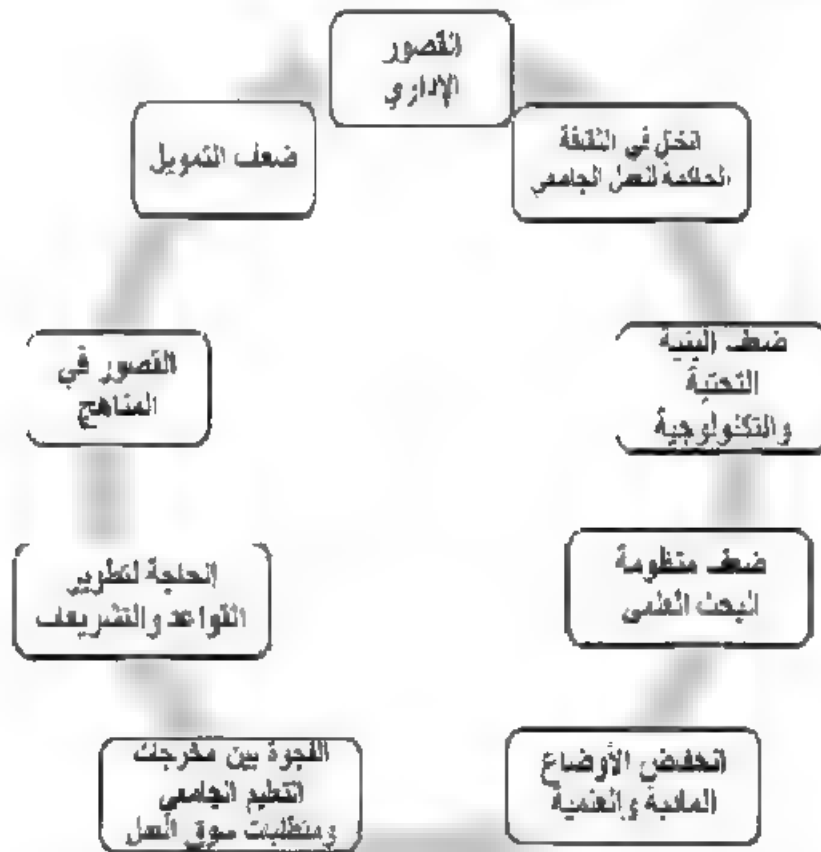 القصور
الإداري
الخلل في الثقافة
الحاكمة للعمل الجامعي
ضعف التمويل
ضعف البنية
التحتية
والتكنولوجية
القصور في
المناهج
ضعف منظومة
البحث العلمي
الحاجة لتطوير
القواعد والتشريعات
انخفاض الأوضاع
المادية والعلمية
الفجوة بين مخرجات
التعليم الجامعي
ومتطلبات سوق العمل